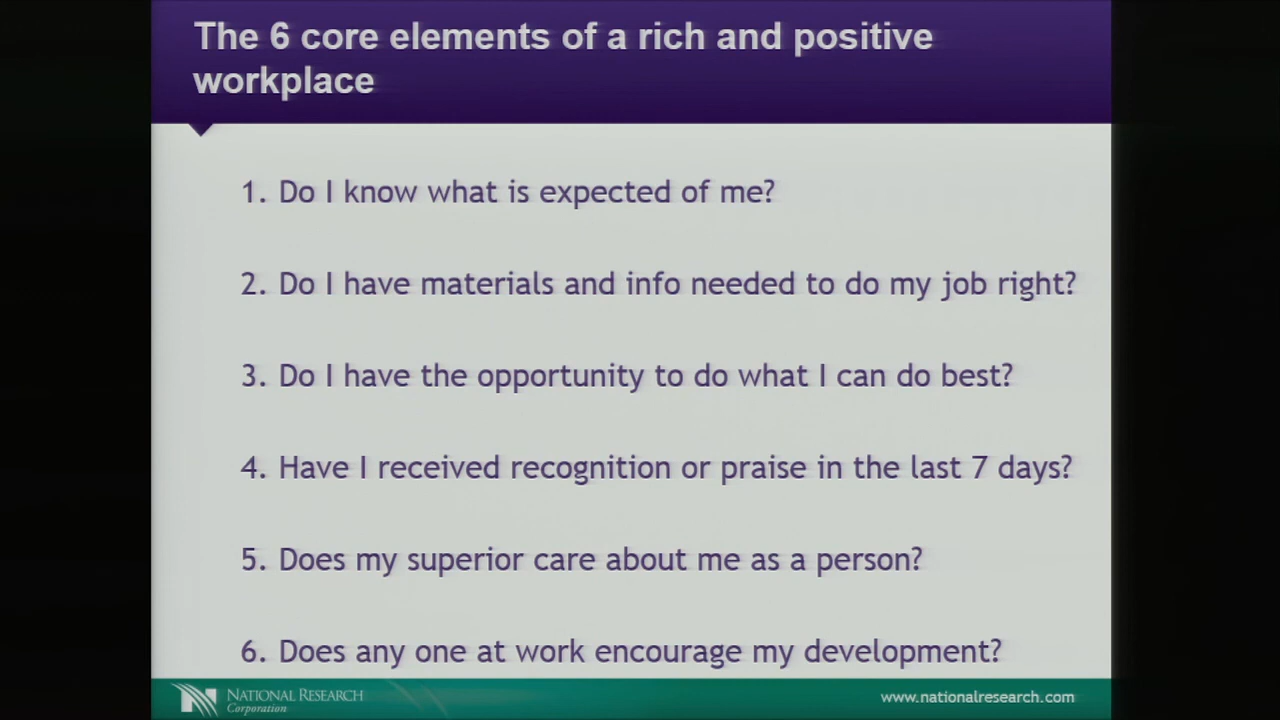 The 6 core elements of a rich and positive
workplace
1. Do I know what is expected of me?
2. Do I have materials and info needed to do my job right?
3. Do I have the opportunity to do what I can do best?
4. Have I received recognition or praise in the last 7 days?
5. Does my superior care about me as a person?
6. Does any one at work encourage my development?
NATIONAL RESEARCH
Corporation
www.nationalresearch.com